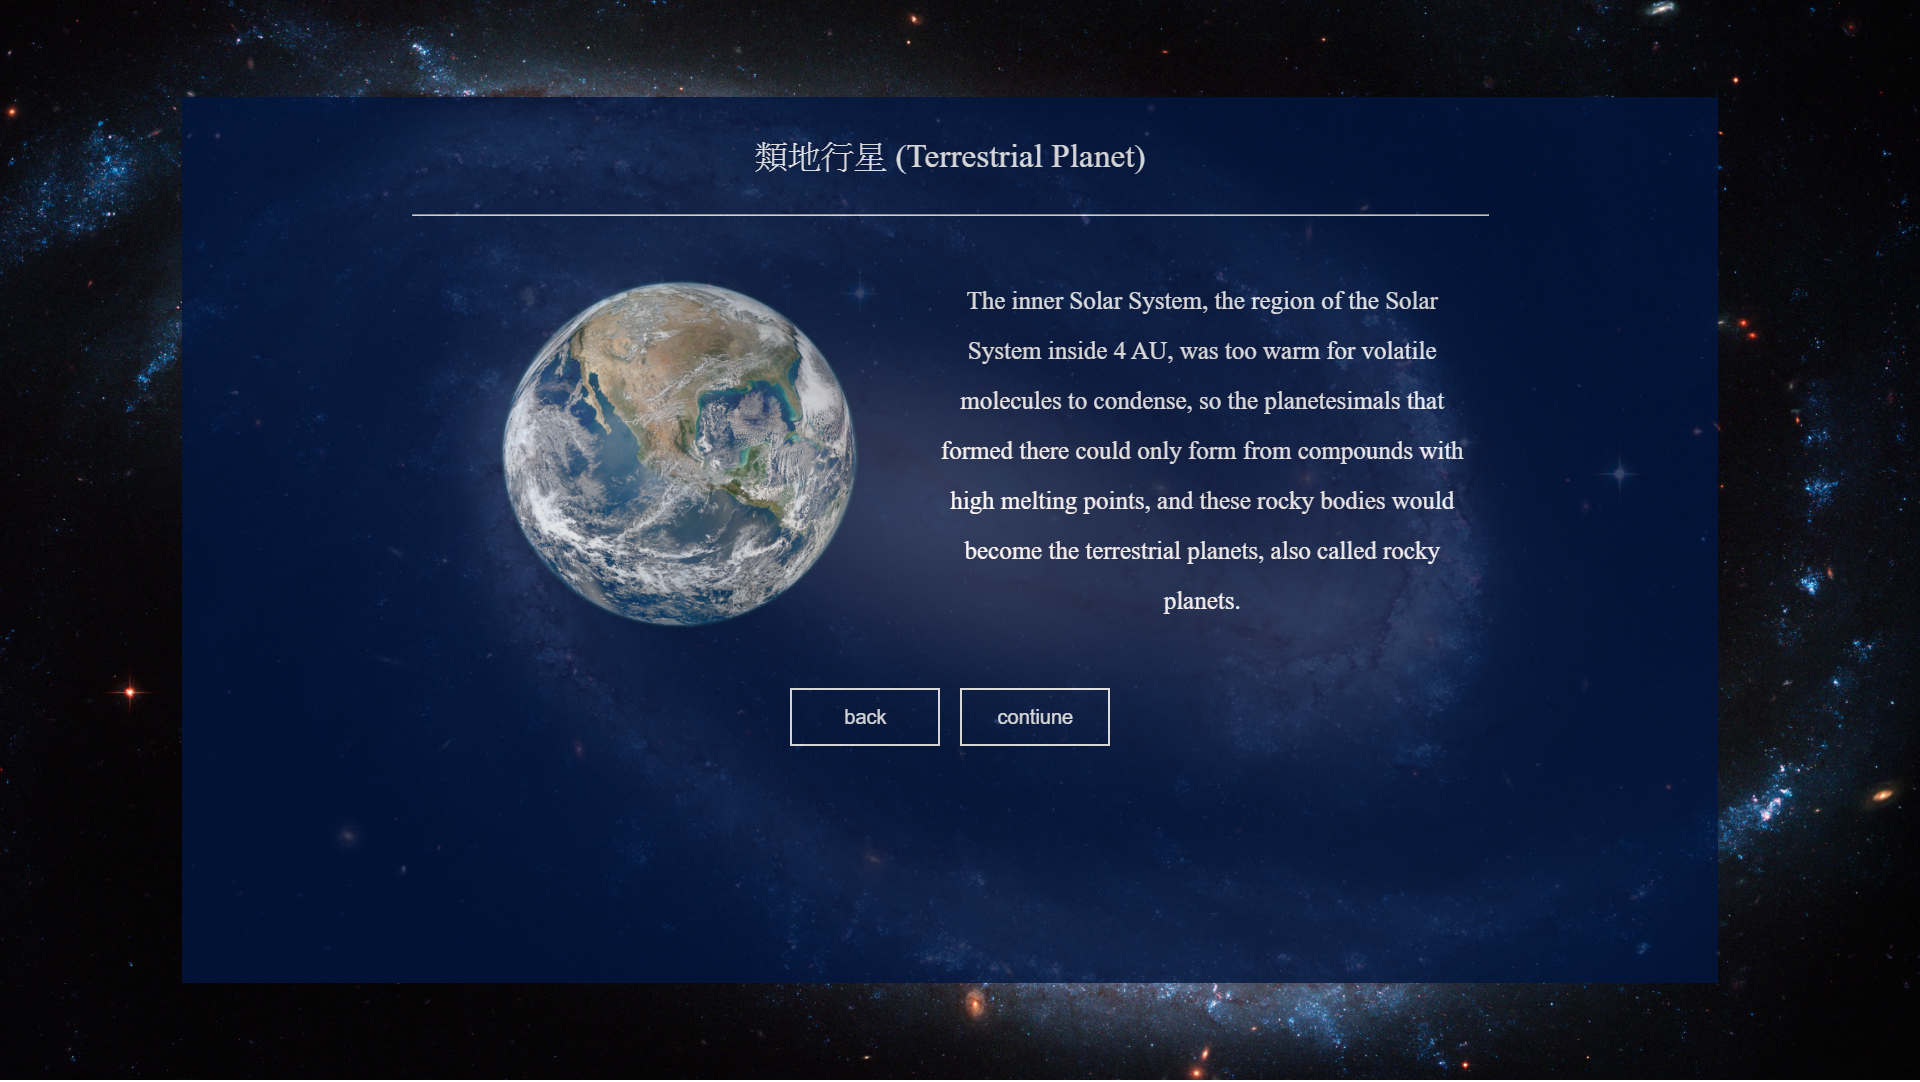 類地行星 (Terrestrial Planet)
The inner Solar System, the region of the Solar
System inside 4 AU, was too warm for volatile
molecules to condense, so the planetesimals that
formed there could only form from compounds with
high melting points, and these rocky bodies would
become the terrestrial planets, also called rocky
planets.
back
contiune